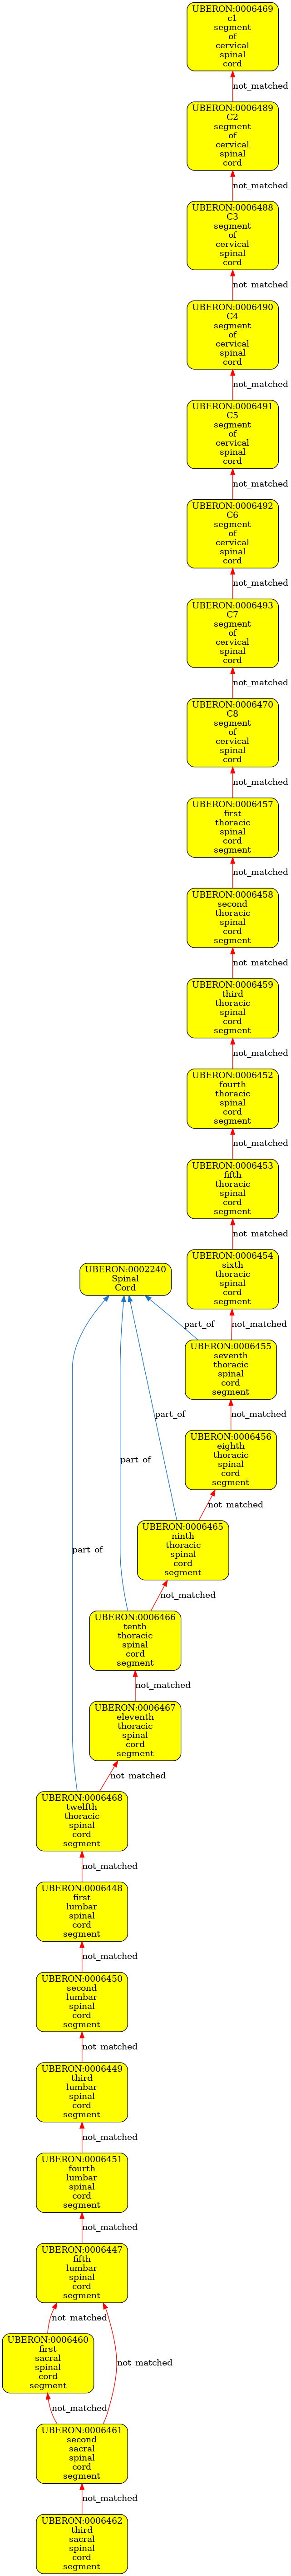 UBERON:0006469
c1
segment
of
cervical
spinal
cord
not_matched
UBERON:0006489
C2
segment
of
cervical
spinal
cord
not_matched
UBERON:0006488
C3
segment
of
cervical
spinal
cord
not_matched
UBERON:0006490
C4
segment
of
cervical
spinal
cord
not_matched
UBERON:0006491
C5
segment
of
cervical
spinal
cord
not_matched
UBERON:0006492
C6
segment
of
cervical
spinal
cord
not_matched
UBERON:0006493
C7
segment
of
cervical
spinal
cord
not_matched
UBERON:0006470
C8
segment
of
cervical
spinal
cord
not_matched
UBERON:0006457
first
thoracic
spinal
cord
segment
not_matched
UBERON:0006458
second
thoracic
spinal
cord
segment
not_matched
UBERON:0006459
third
thoracic
spinal
cord
segment
not_matched
UBERON:0006452
fourth
thoracic
spinal
cord
segment
not_matched
UBERON:0006453
fifth
thoracic
spinal
cord
segment
not_matched
UBERON:0006454
sixth
thoracic
spinal
cord
segment
UBERON:0002240
Spinal
Cord
part_of
not_matched
UBERON:0006455
seventh
thoracic
spinal
cord
segment
part_of
not_matched
UBERON:0006456
eighth
thoracic
spinal
cord
segment
part_of
not_matched
UBERON:0006465
ninth
thoracic
spinal
cord
segment
part_of
not_matched
UBERON:0006466
tenth
thoracic
spinal
cord
segment
not_matched
UBERON:0006467
eleventh
thoracic
spinal
cord
segment
not_matched
UBERON:0006468
twelfth
thoracic
spinal
cord
segment
not_matched
UBERON:0006448
first
lumbar
spinal
cord
segment
not_matched
UBERON:0006450
second
lumbar
spinal
cord
segment
not_matched
UBERON:0006449
third
lumbar
spinal
cord
segment
not_matched
UBERON:0006451
fourth
lumbar
spinal
cord
segment
not_matched
UBERON:0006447
fifth
lumbar
spinal
cord
segment
not_matched
UBERON:0006460
first
sacral
spinal
cord
segment
not_matched
not_matched
UBERON:0006461
second
sacral
spinal
cord
segment
not_matched
UBERON:0006462
third
sacral
spinal
cord
segment